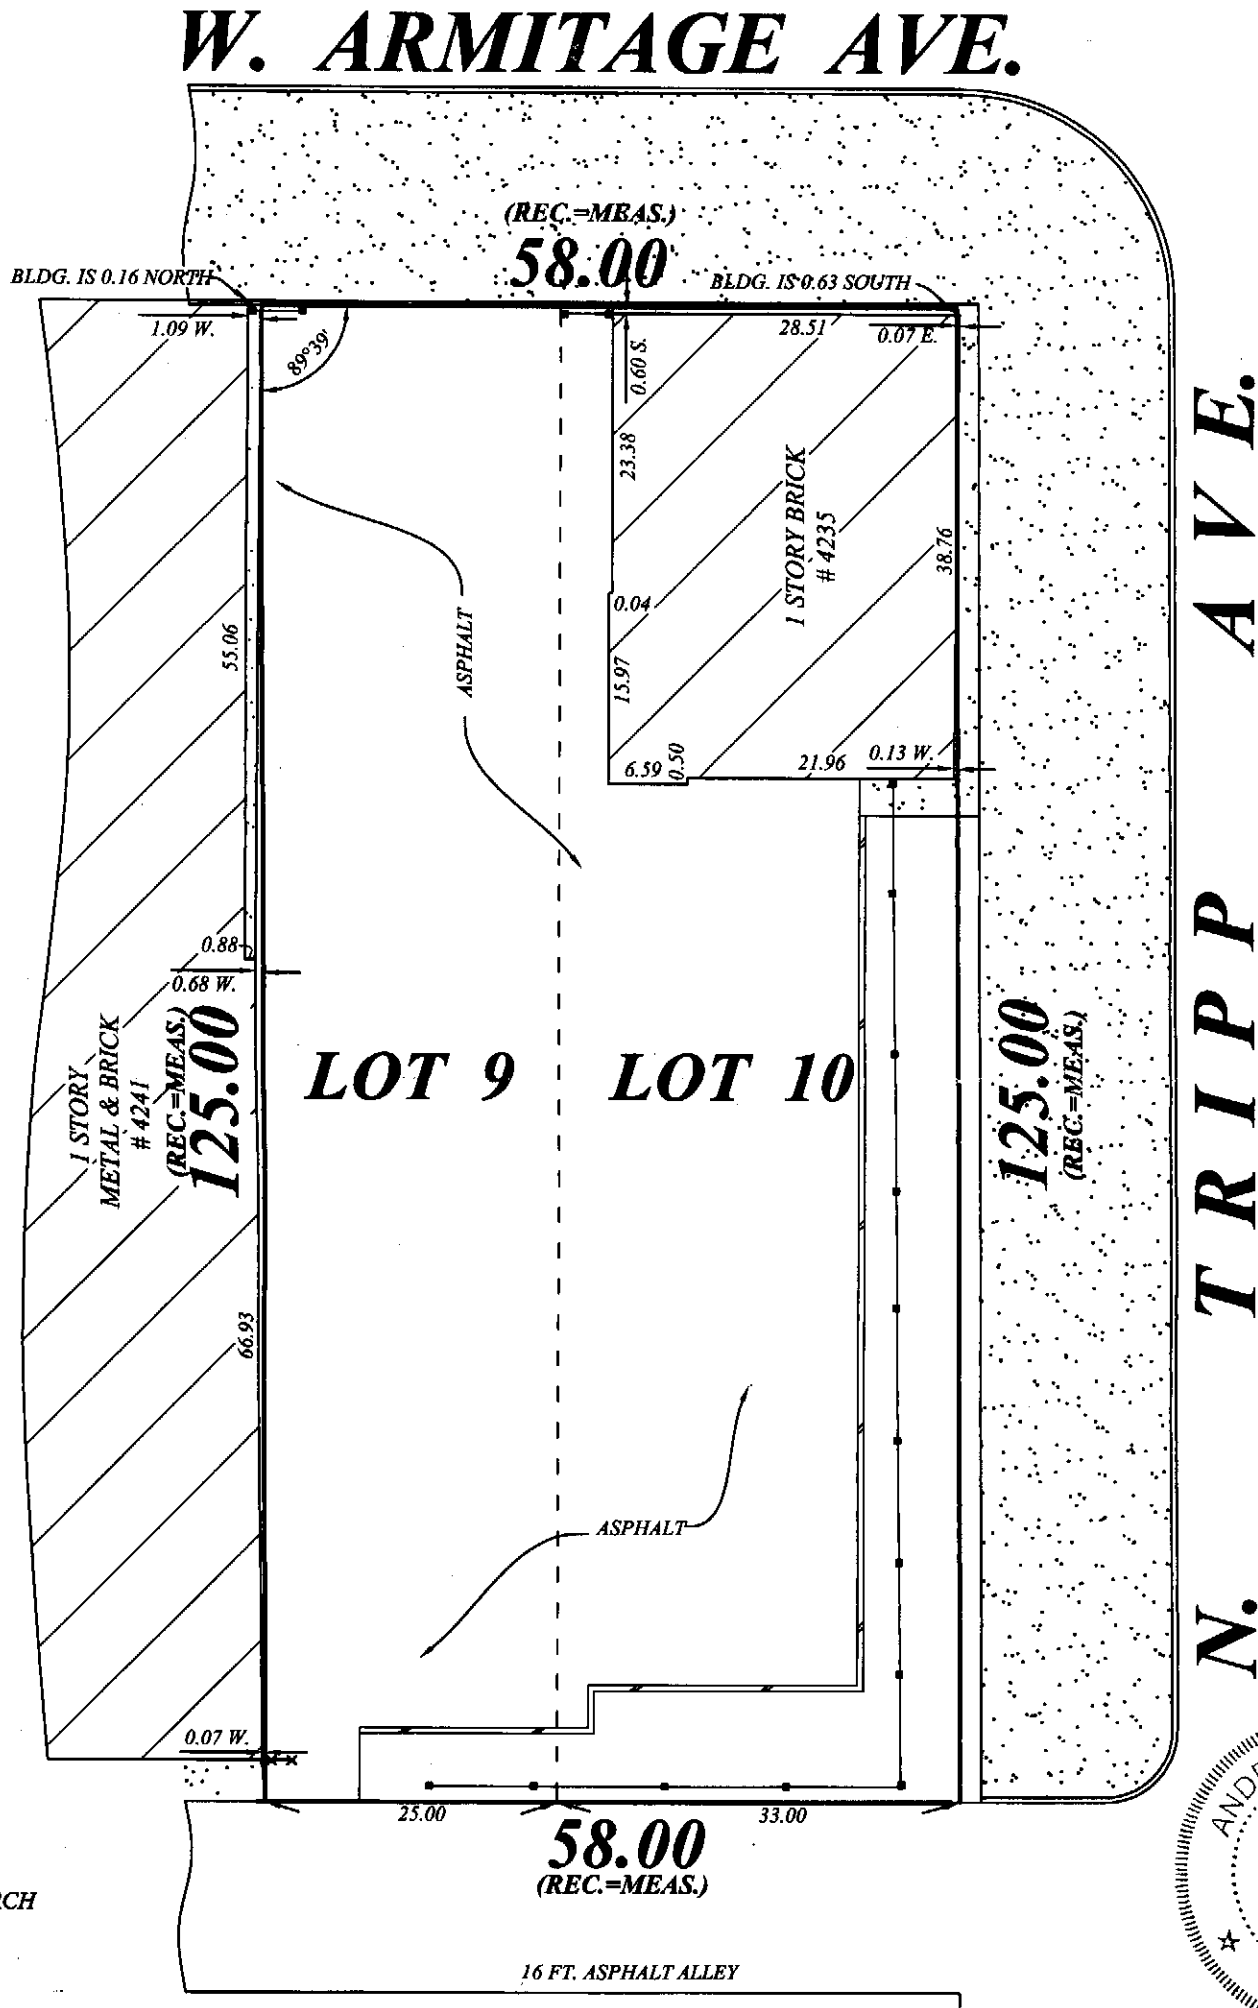 W. ARMITAGE AVE.
(REC.=MEAS.)
58.00
BLDG. IS 0.16 NORTH
BLDG. IS 0.63 SOUTH
1.09 W.
28.51
0.07 E.
89°39'
0.60 S.
23.38
1 STORY BRICK
# 4235
38.76
0.04
ASPHALT
55.06
15.97
6.59
0.50
21.96
0.13 W.
0.88
0.68 W.
1 STORY
METAL & BRICK
# 4241
(REC.=MEAS.)
125.00
LOT 9
LOT 10
125.00
(REC.=MEAS.)
N. TRIPP AVE.
66.93
ASPHALT
0.07 W.
25.00
33.00
58.00
(REC.=MEAS.)
16 FT. ASPHALT ALLEY